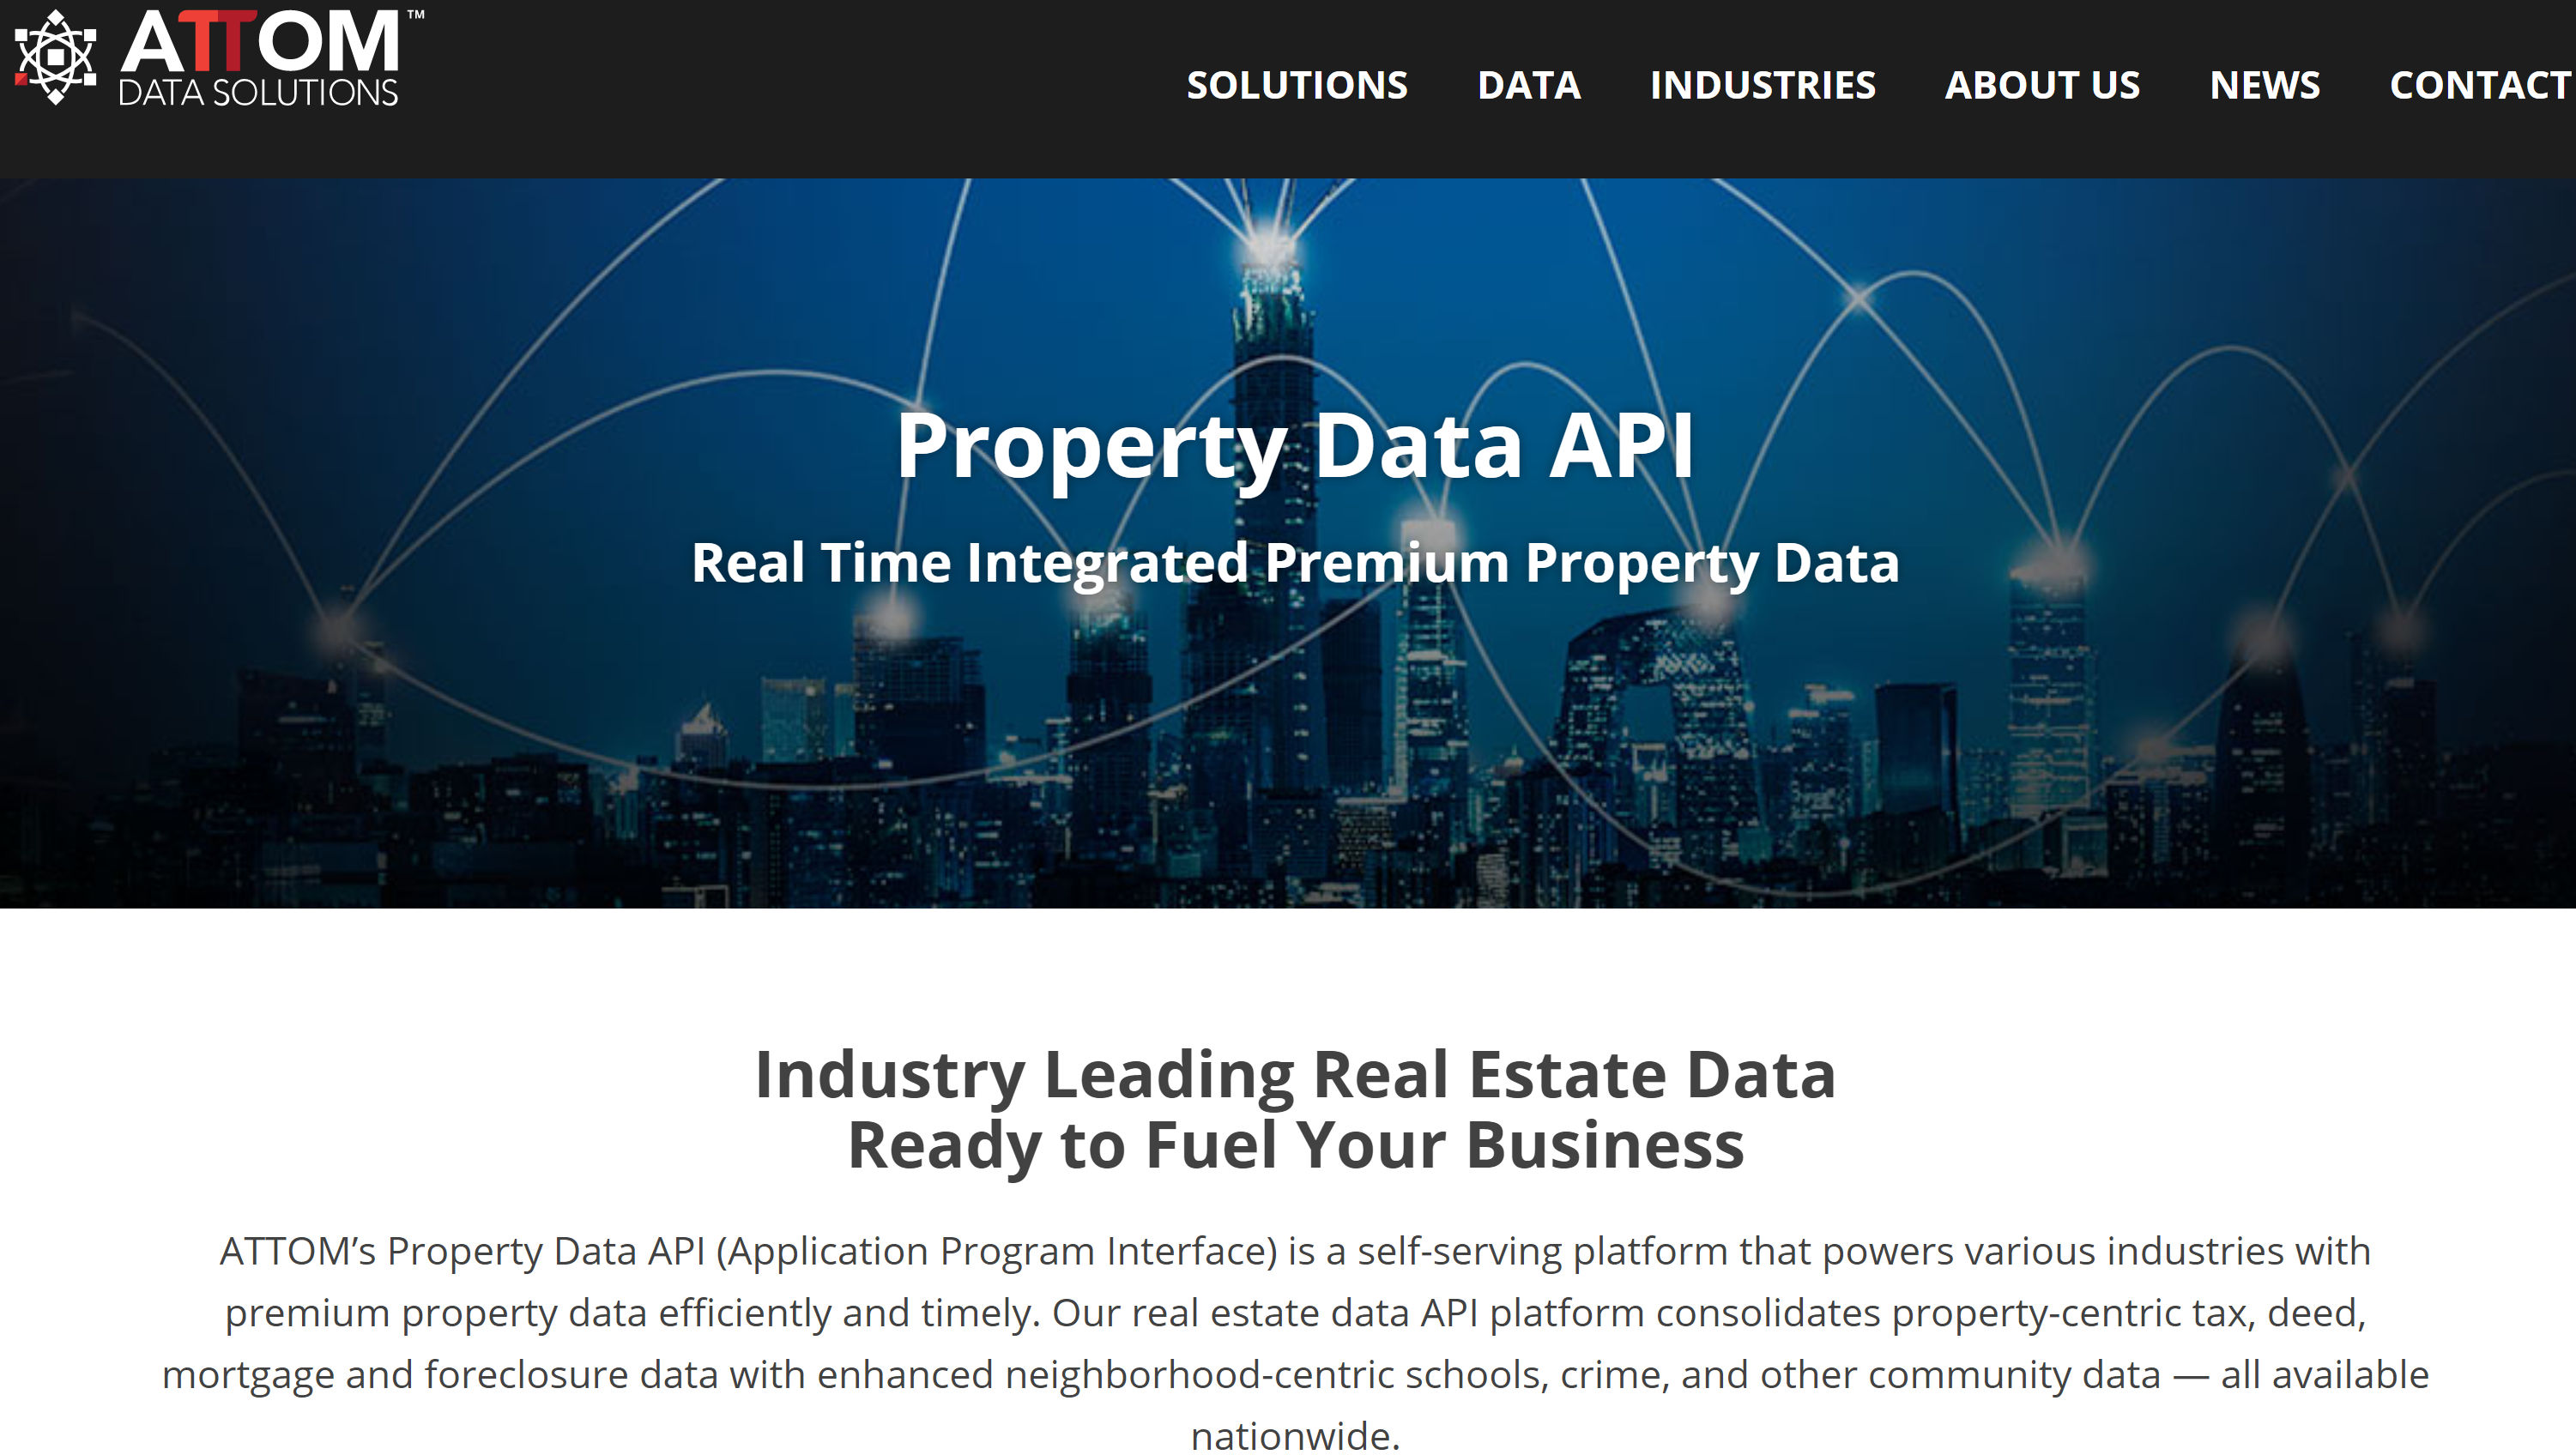 ATTOM™
DATA SOLUTIONS
SOLUTIONS DATA INDUSTRIES ABOUT US NEWS CONTACT
Property Data API
Real Time Integrated Premium Property Data
Industry Leading Real Estate Data
Ready to Fuel Your Business
ATTOM’s Property Data API (Application Program Interface) is a self-serving platform that powers various industries with
premium property data efficiently and timely. Our real estate data API platform consolidates property-centric tax, deed,
mortgage and foreclosure data with enhanced neighborhood-centric schools, crime, and other community data — all available
nationwide.